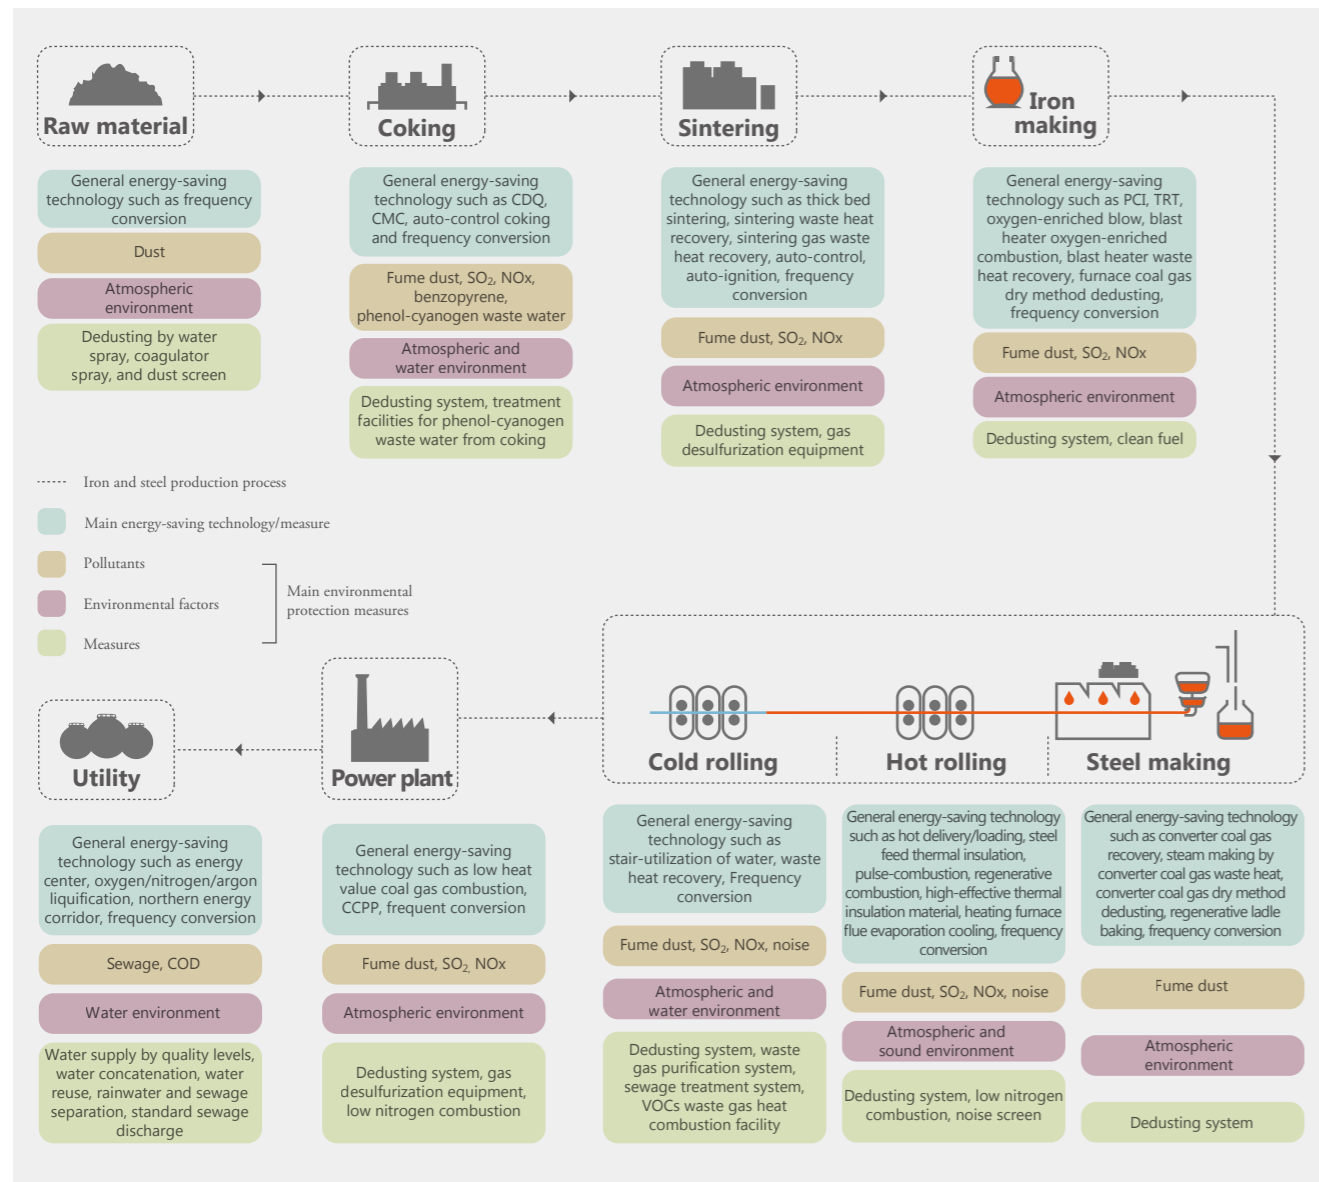 Raw material
General energy-saving
technology such as frequency
conversion
Dust
Atmospheric
environment
Dedusting by water
spray, coagulator
spray, and dust screen
Coking
General energy-saving
technology such as CDQ,
CMC, auto-control coking
and frequency conversion
Fume dust, SO₂, NOx,
benzopyrene,
phenol-cyanogen waste water
Atmospheric and
water environment
Dedusting system, treatment
facilities for phenol-cyanogen
waste water from coking
Sintering
General energy-saving
technology such as thick bed
sintering, sintering waste heat
recovery, sintering gas waste
heat recovery, auto-control,
auto-ignition, frequency
conversion
Fume dust, SO₂, NOx
Atmospheric environment
Dedusting system, gas
desulfurization equipment
Iron
making
General energy-saving
technology such as PCI, TRT,
oxygen-enriched blow, blast
heater oxygen-enriched
combustion, blast heater waste
heat recovery, furnace coal gas
dry method dedusting,
frequency conversion
Fume dust, SO₂, NOx
Atmospheric environment
Dedusting system, clean fuel
Iron and steel production process
Main energy-saving technology/measure
Pollutants
Environmental factors
Measures
Main environmental
protection measures
Utility
General energy-saving
technology such as energy
center, oxygen/nitrogen/argon
liquification, northern energy
corridor, frequency conversion
Sewage, COD
Water environment
Water supply by quality levels,
water concatenation, water
reuse, rainwater and sewage
separation, standard sewage
discharge
Power plant
General energy-saving
technology such as low heat
value coal gas combustion,
CCPP, frequent conversion
Fume dust, SO₂, NOx
Atmospheric environment
Dedusting system, gas
desulfurization equipment,
low nitrogen combustion
Cold rolling
General energy-saving
technology such as
stair-utilization of water, waste
heat recovery, Frequency
conversion
Fume dust, SO₂, NOx, noise
Atmospheric and
water environment
Dedusting system, waste
gas purification system,
sewage treatment system,
VOCs waste gas heat
combustion facility
Hot rolling
General energy-saving technology
such as hot delivery/loading, steel
feed thermal insulation,
pulse-combustion, regenerative
combustion, high-effective thermal
insulation material, heating furnace
flue evaporation cooling, frequency
conversion
Fume dust, SO₂, NOx, noise
Atmospheric and
sound environment
Dedusting system, low nitrogen
combustion, noise screen
Steel making
General energy-saving technology
such as converter coal gas
recovery, steam making by
converter coal gas waste heat,
converter coal gas dry method
dedusting, regenerative ladle
baking, frequency conversion
Fume dust
Atmospheric
environment
Dedusting system